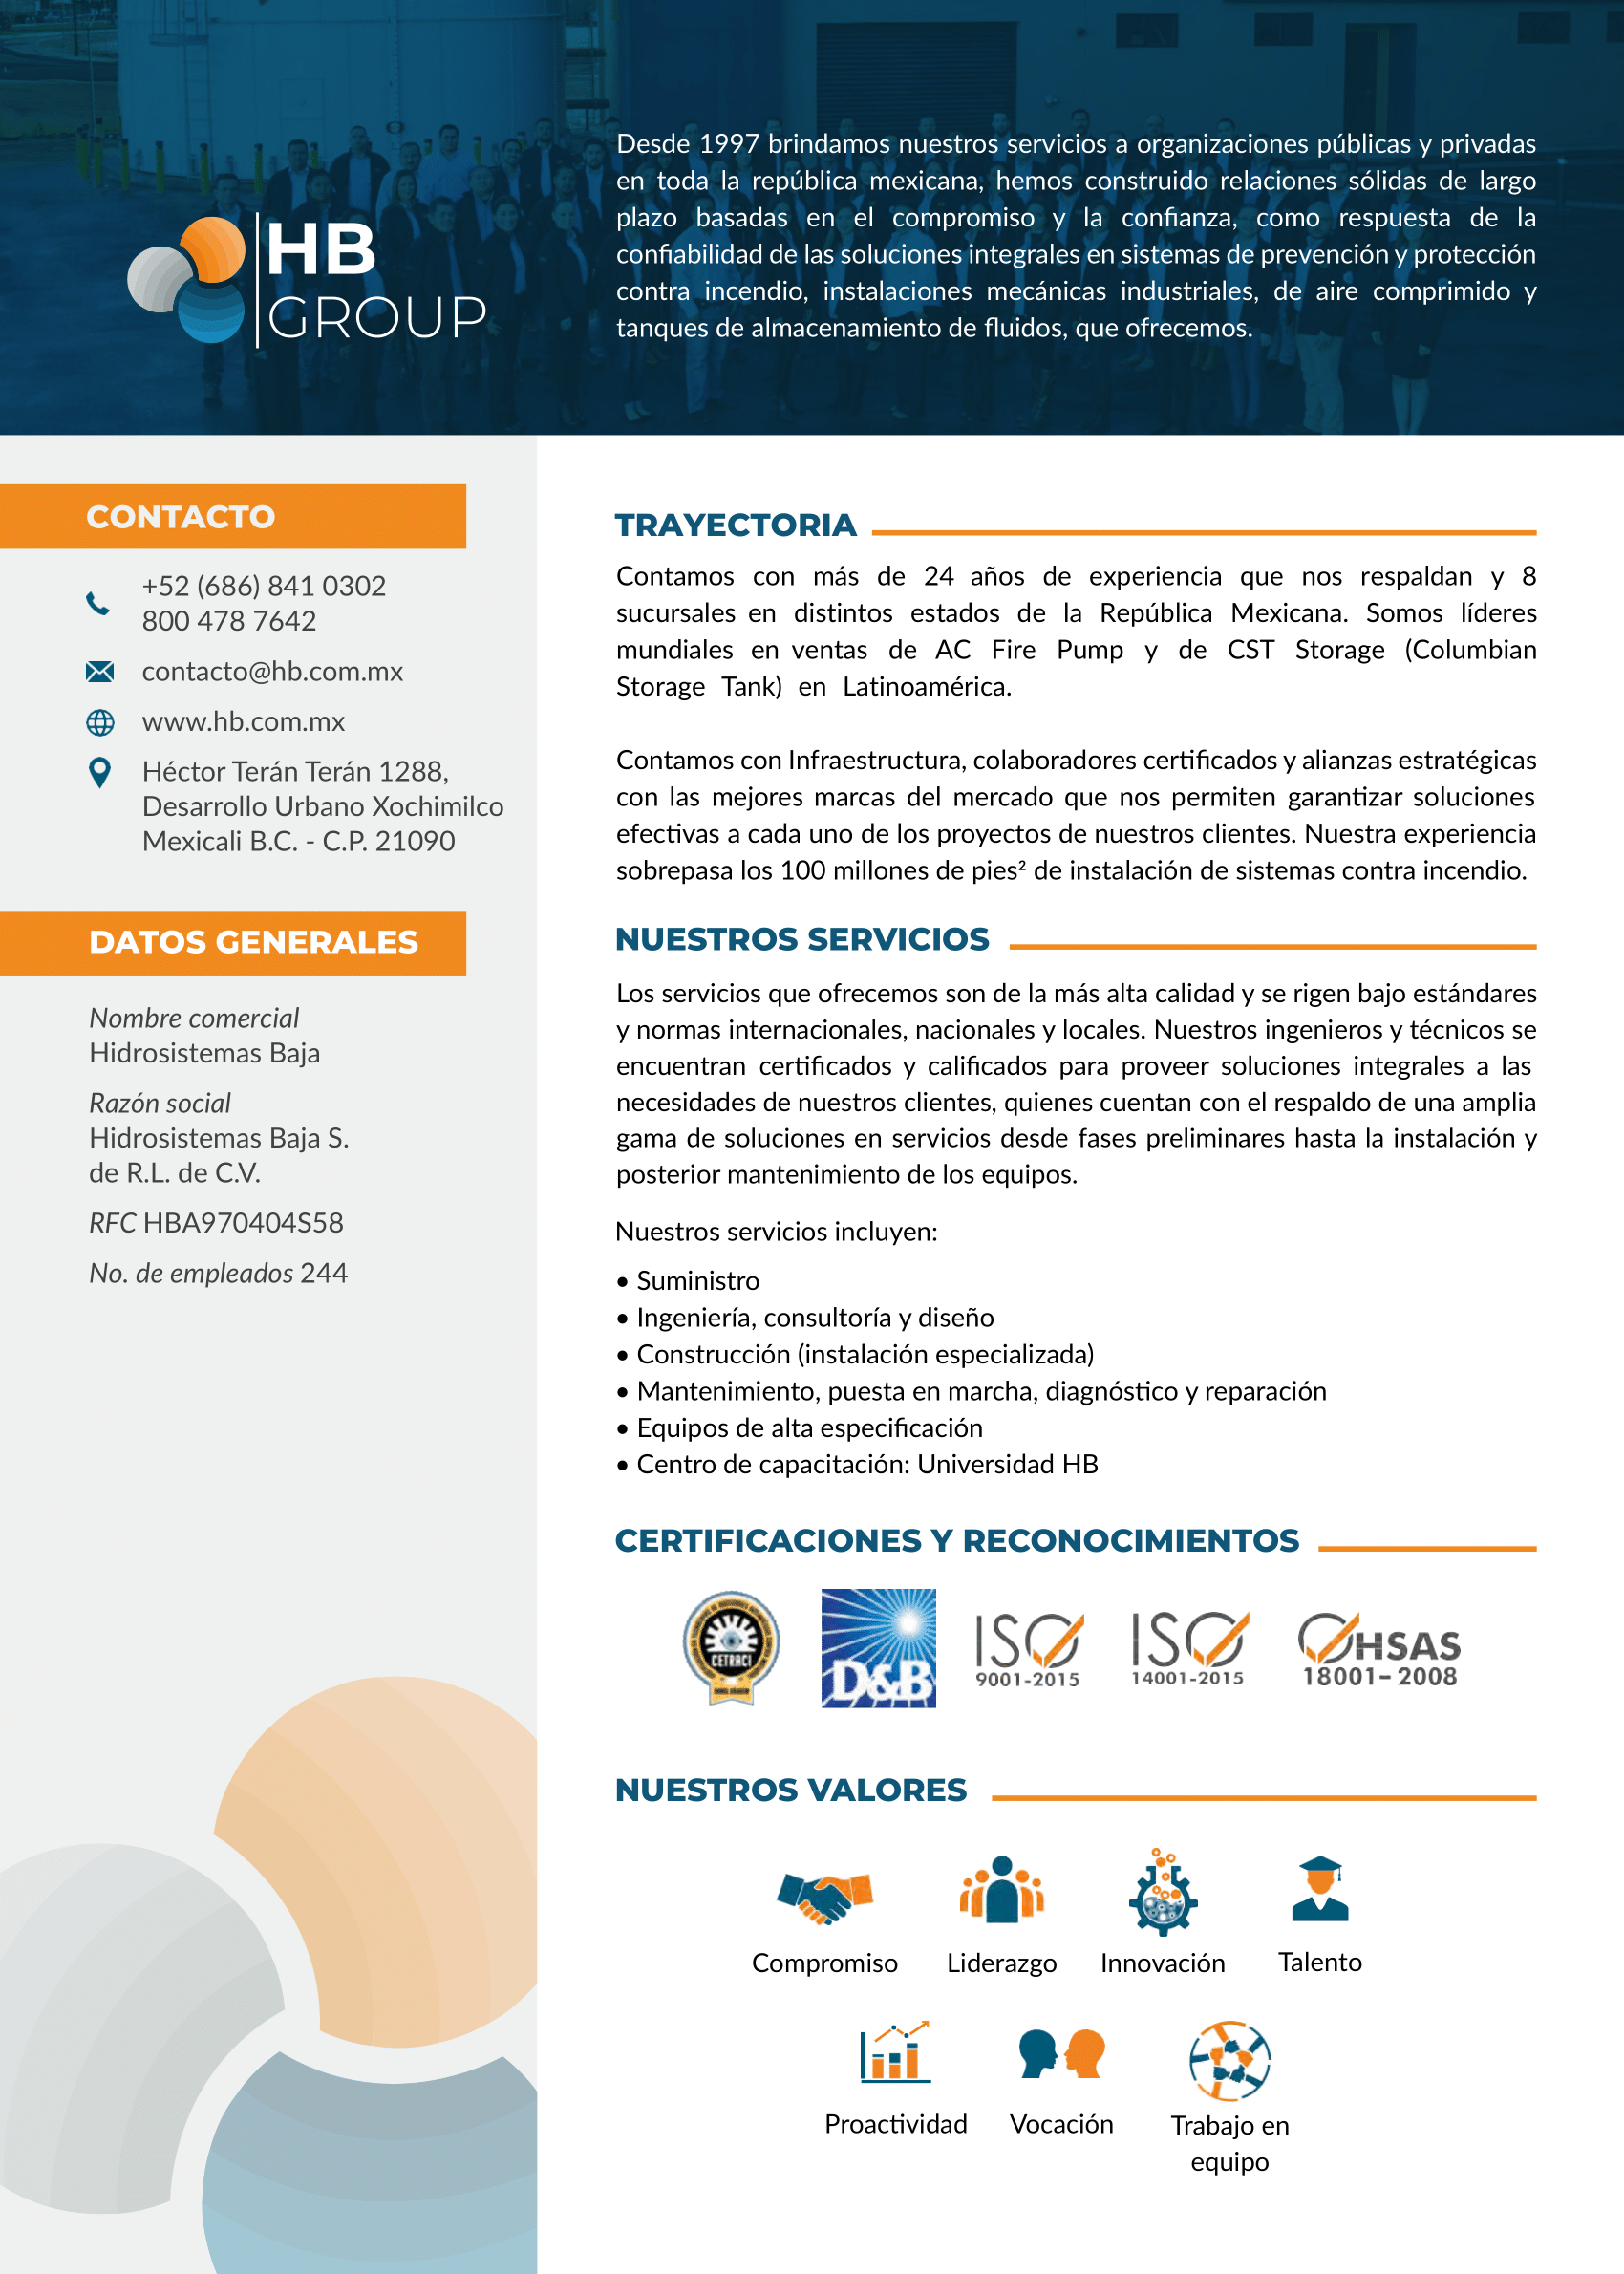 HB
GROUP
Desde 1997 brindamos nuestros servicios a organizaciones públicas y privadas
en toda la república mexicana, hemos construido relaciones sólidas de largo
plazo basadas en el compromiso y la confianza, como respuesta de la
confiabilidad de las soluciones integrales en sistemas de prevención y protección
contra incendio, instalaciones mecánicas industriales, de aire comprimido y
tanques de almacenamiento de fluidos, que ofrecemos.
CONTACTO
+52 (686) 841 0302
800 478 7642
contacto@hb.com.mx
www.hb.com.mx
Héctor Terán Terán 1288,
Desarrollo Urbano Xochimilco
Mexicali B.C. - C.P. 21090
DATOS GENERALES
Nombre comercial
Hidrosistemas Baja
Razón social
Hidrosistemas Baja S.
de R.L. de C.V.
RFC HBA970404S58
No. de empleados 244
TRAYECTORIA
Contamos con más de 24 años de experiencia que nos respaldan y 8
sucursales en distintos estados de la República Mexicana. Somos líderes
mundiales en ventas de AC Fire Pump y de CST Storage (Columbian
Storage Tank) en Latinoamérica.
Contamos con Infraestructura, colaboradores certificados y alianzas estratégicas
con las mejores marcas del mercado que nos permiten garantizar soluciones
efectivas a cada uno de los proyectos de nuestros clientes. Nuestra experiencia
sobrepasa los 100 millones de pies² de instalación de sistemas contra incendio.
NUESTROS SERVICIOS
Los servicios que ofrecemos son de la más alta calidad y se rigen bajo estándares
y normas internacionales, nacionales y locales. Nuestros ingenieros y técnicos se
encuentran certificados y calificados para proveer soluciones integrales a las
necesidades de nuestros clientes, quienes cuentan con el respaldo de una amplia
gama de soluciones en servicios desde fases preliminares hasta la instalación y
posterior mantenimiento de los equipos.
Nuestros servicios incluyen:
• Suministro
• Ingeniería, consultoría y diseño
• Construcción (instalación especializada)
• Mantenimiento, puesta en marcha, diagnóstico y reparación
• Equipos de alta especificación
• Centro de capacitación: Universidad HB
CERTIFICACIONES Y RECONOCIMIENTOS
CETRACI
D&B
ISO
9001-2015
ISO
14001-2015
OHSAS
18001-2008
NUESTROS VALORES
Compromiso
Liderazgo
Innovación
Talento
Proactividad
Vocación
Trabajo en
equipo